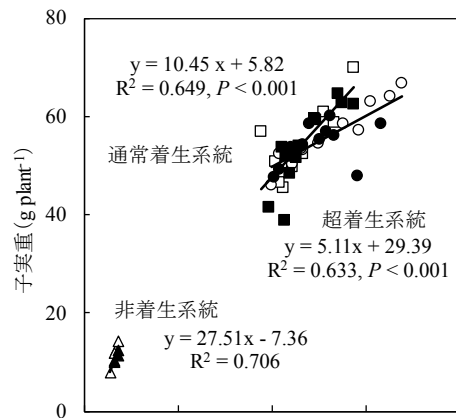 80
y = 10.45 x + 5.82
R² = 0.649, P < 0.001
60
通常着生系統
子実重(g plant⁻¹)
40
超着生系統
y = 5.11x + 29.39
R² = 0.633, P < 0.001
20
非着生系統
y = 27.51x - 7.36
R² = 0.706
0